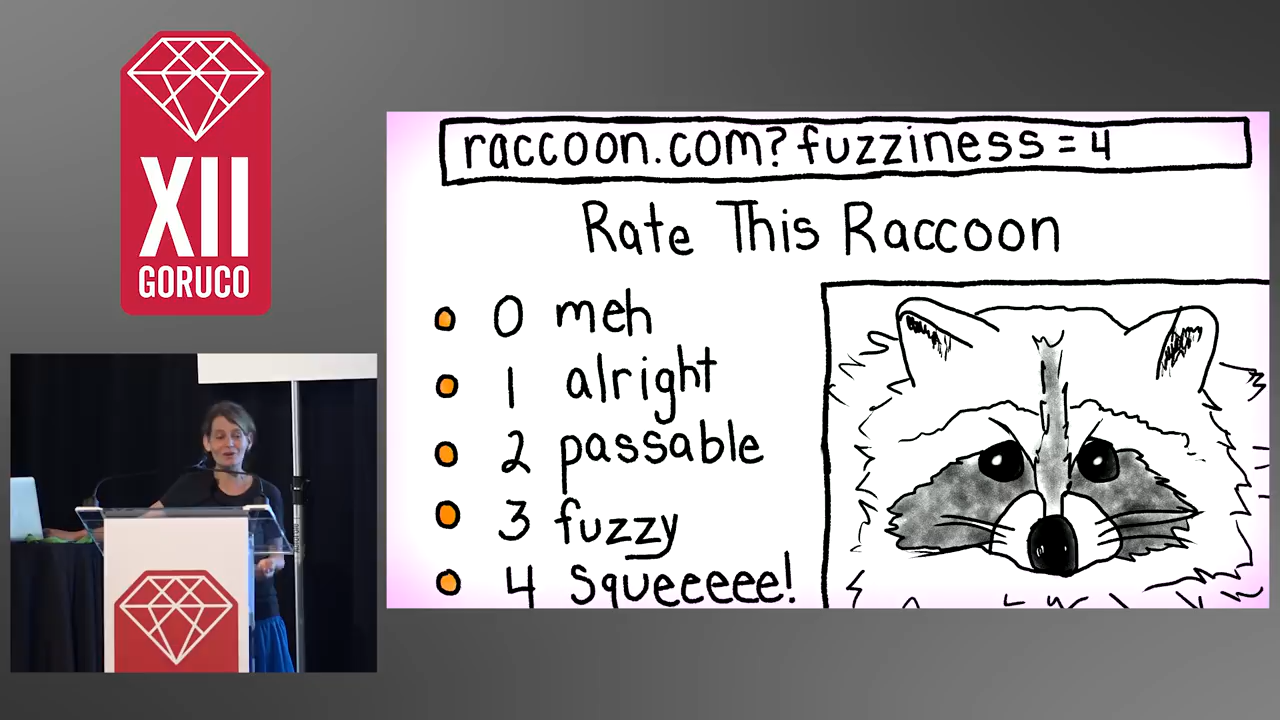 XII
GORUCO
raccoon.com?fuzziness=4
Rate This Raccoon
0 meh
1 alright
2 passable
3 fuzzy
4 Squeeeee!